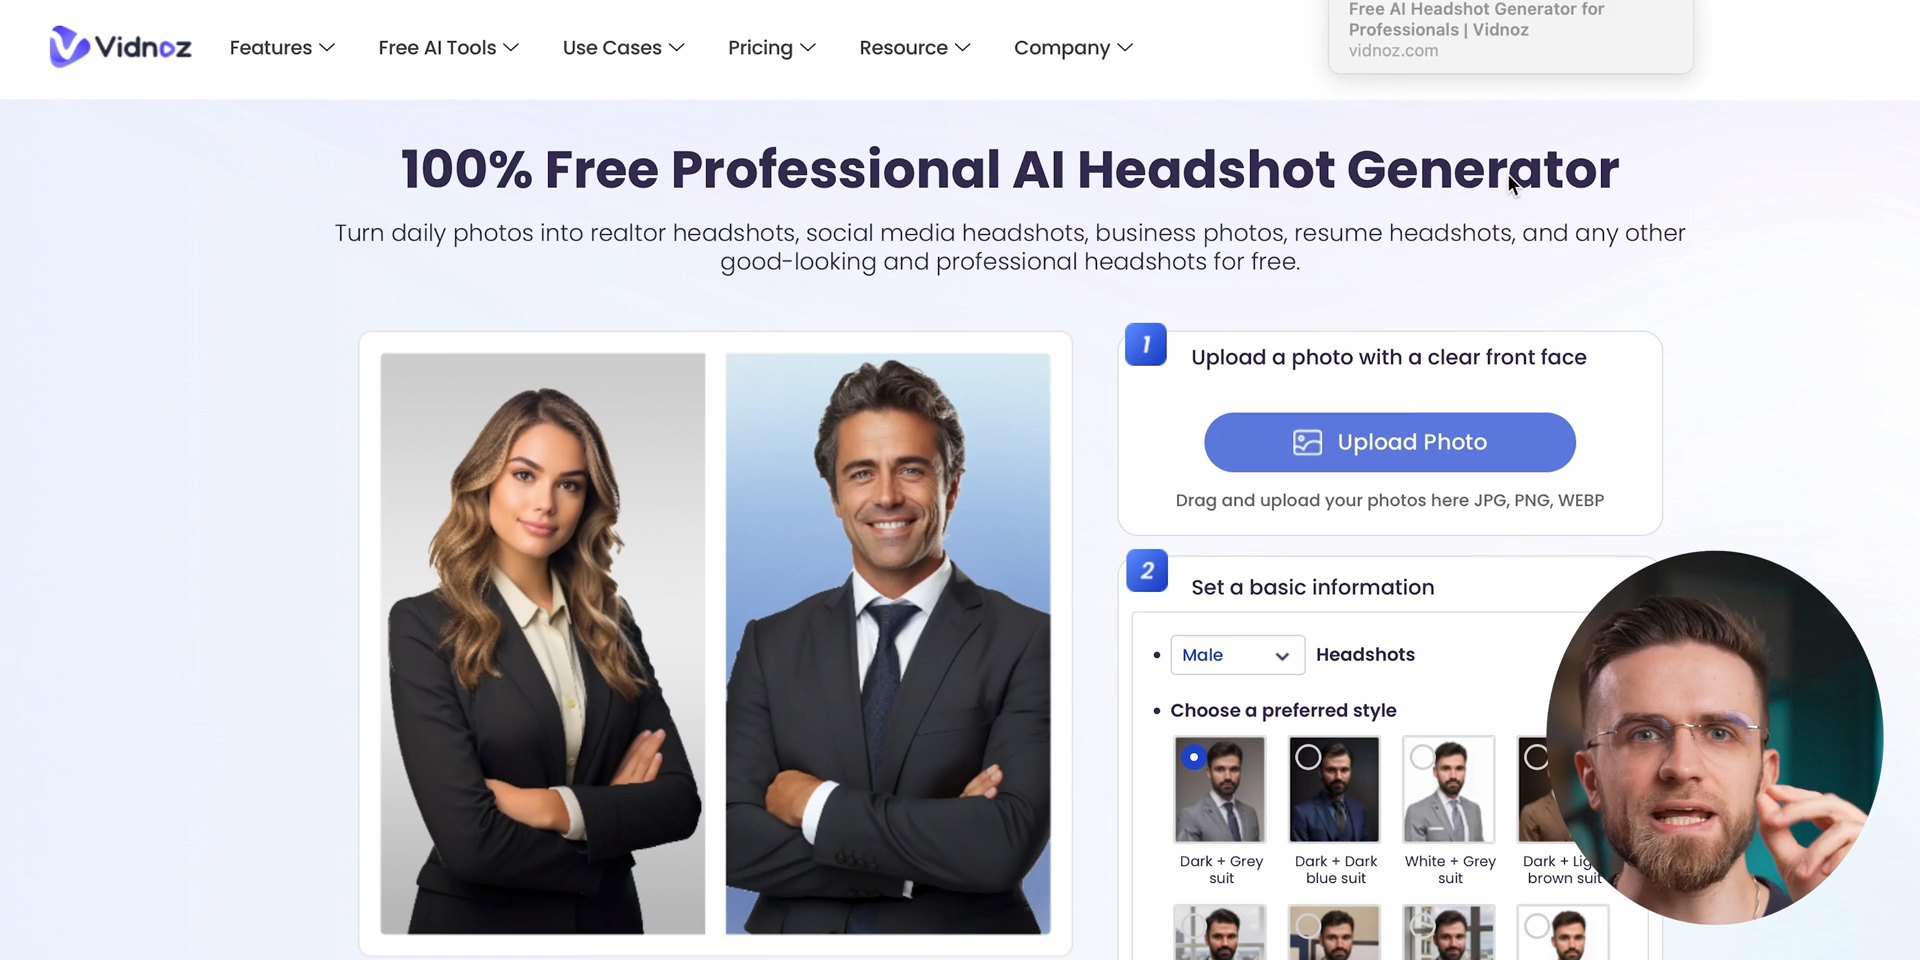 Vidnoz
Features
Free AI Tools
Use Cases
Pricing
Resource
Company
Free AI Headshot Generator for
Professionals | Vidnoz
vidnoz.com
100% Free Professional AI Headshot Generator
Turn daily photos into realtor headshots, social media headshots, business photos, resume headshots, and any other
good-looking and professional headshots for free.
1
Upload a photo with a clear front face
Upload Photo
Drag and upload your photos here JPG, PNG, WEBP
2
Set a basic information
Male
Headshots
Choose a preferred style
Dark + Grey
suit
Dark + Dark
blue suit
White + Grey
suit
Dark + Lig
brown suit